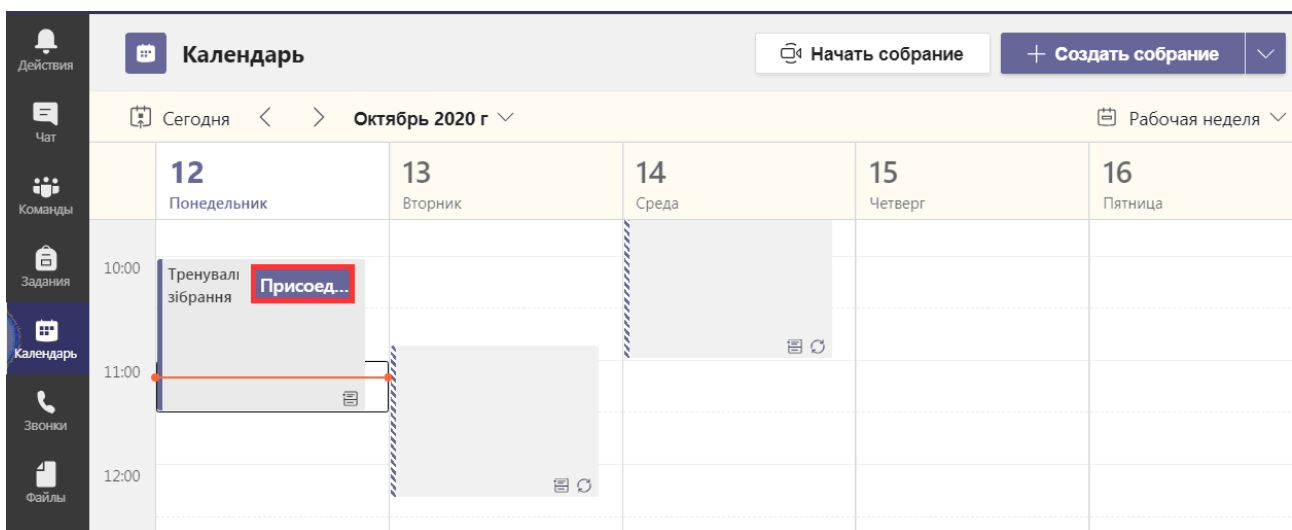 Действия
Чат
Команды
Задания
Календарь
Звонки
Файлы
Календарь
Начать собрание
Создать собрание
Сегодня
Октябрь 2020 г
Рабочая неделя
12
Понедельник
13
Вторник
14
Среда
15
Четверг
16
Пятница
10:00
Тренувалі
зібрання
Присоед...
11:00
12:00